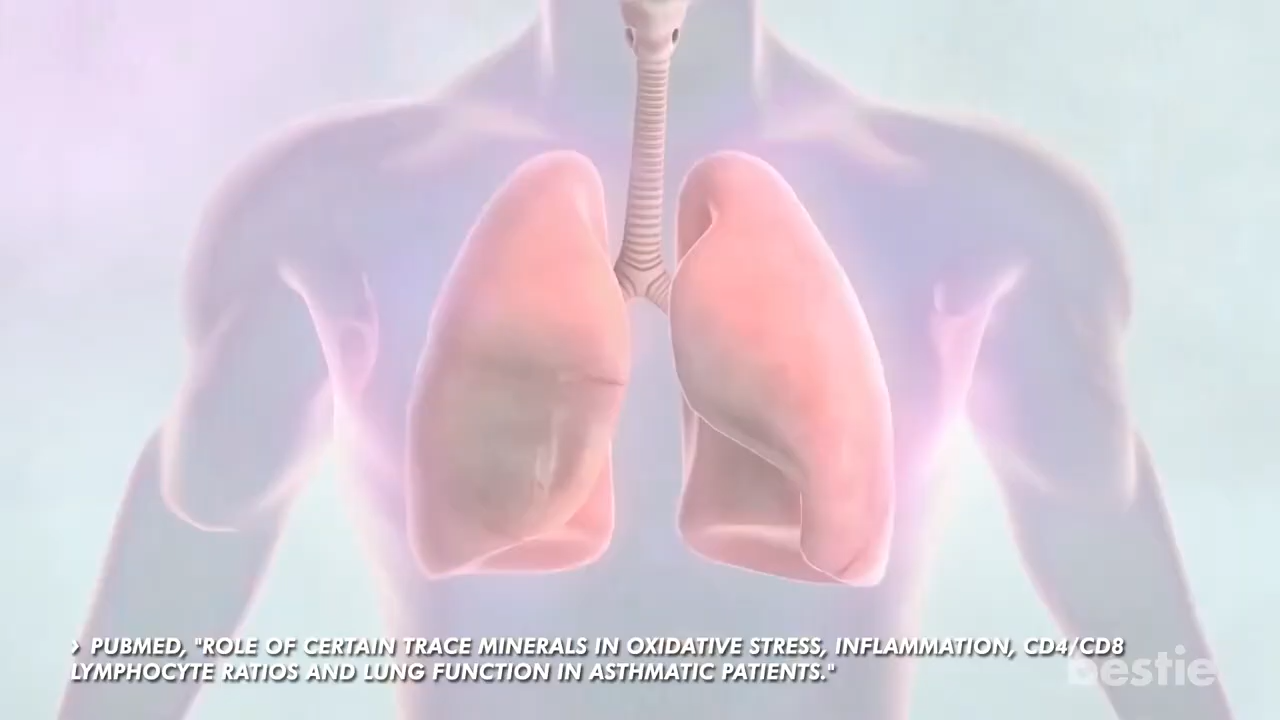 › PUBMED, "ROLE OF CERTAIN TRACE MINERALS IN OXIDATIVE STRESS, INFLAMMATION, CD4/CD8
LYMPHOCYTE RATIOS AND LUNG FUNCTION IN ASTHMATIC PATIENTS."
bestie